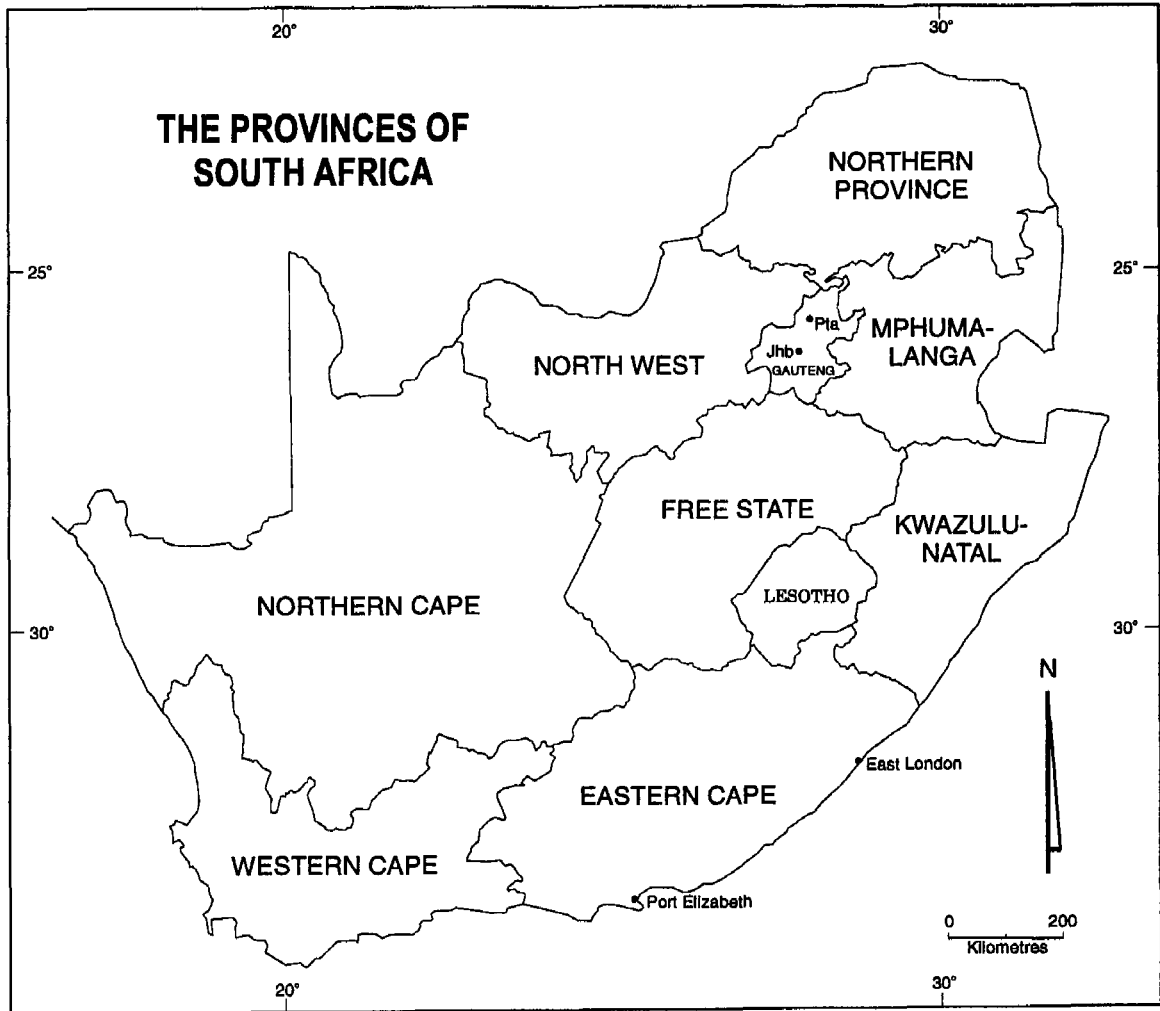 20°
30°
THE PROVINCES OF
SOUTH AFRICA
NORTHERN
PROVINCE
25°
25°
Pta
MPHUMA-
LANGA
Jhb
GAUTENG
NORTH WEST
FREE STATE
KWAZULU-
NATAL
LESOTHO
NORTHERN CAPE
30°
30°
N
East London
EASTERN CAPE
WESTERN CAPE
Port Elizabeth
0
200
Kilometres
20°
30°